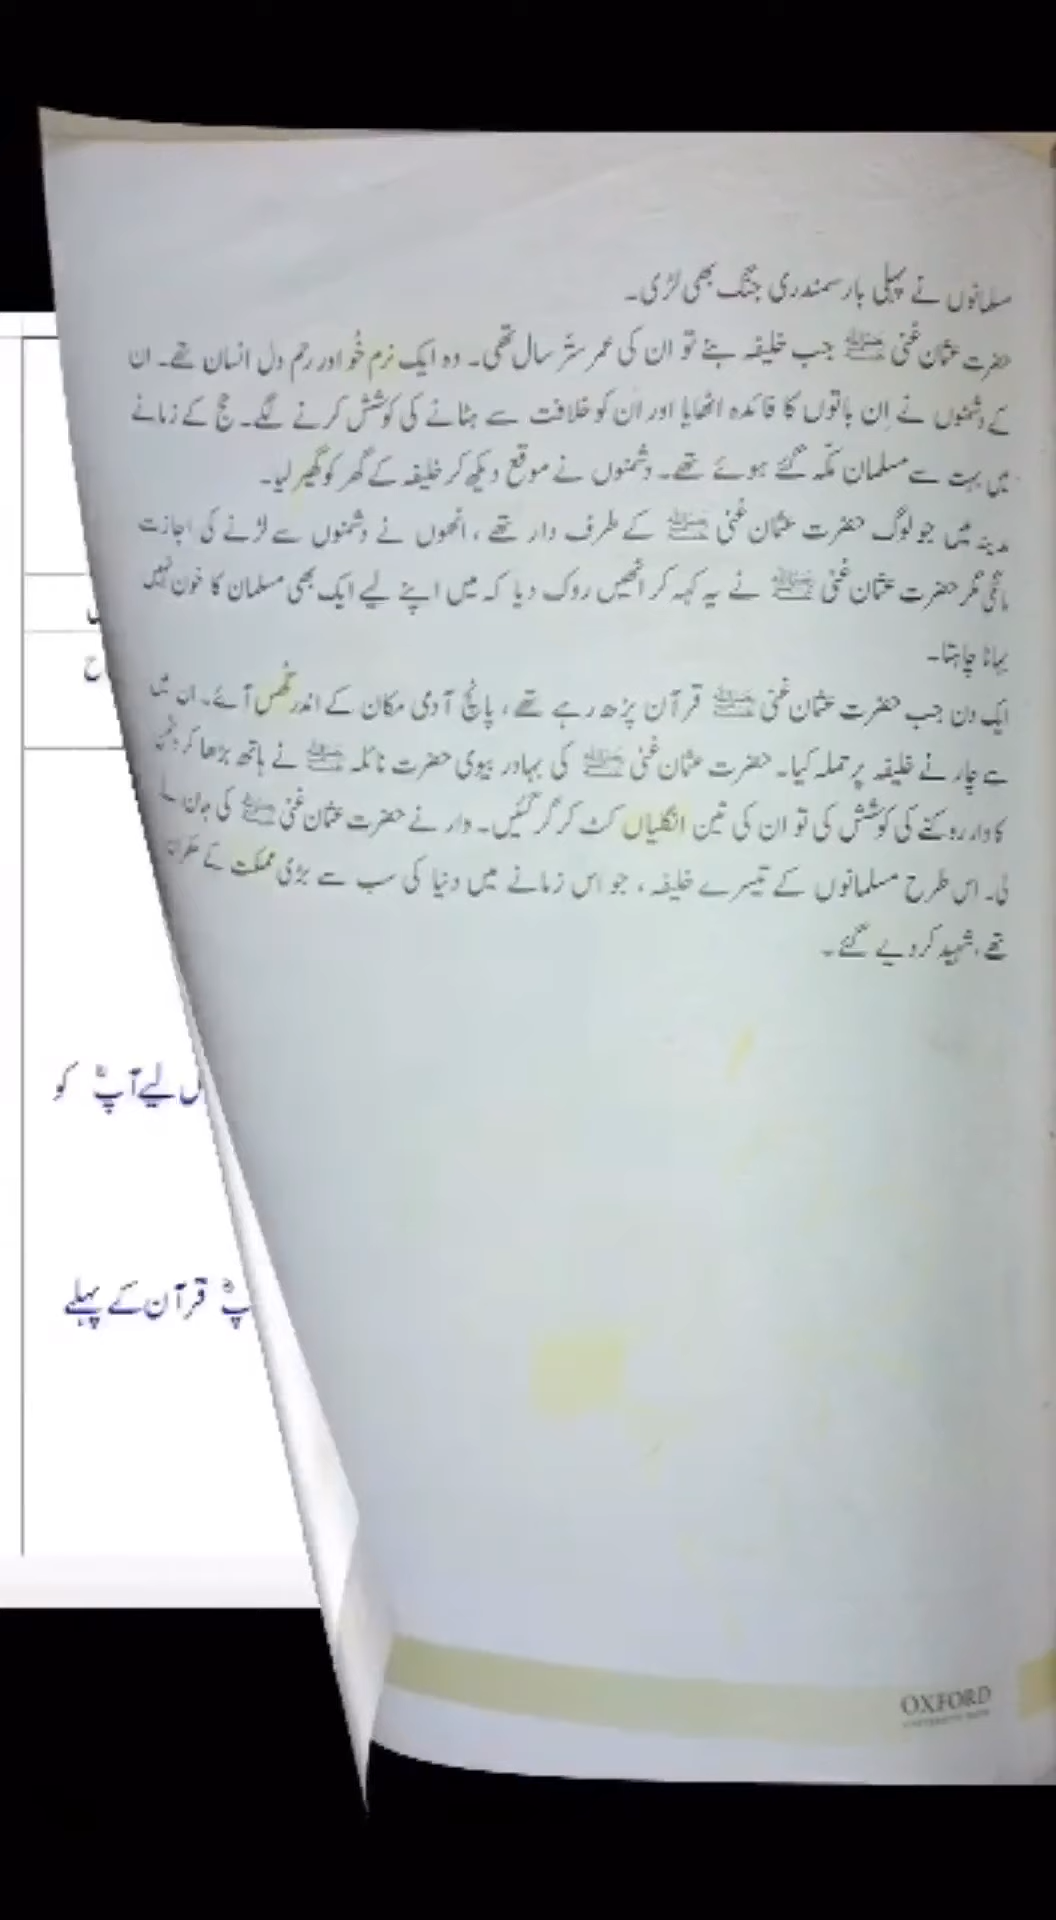 مسلمانوں نے پہلی بار سمندری جنگ بھی لڑی۔
حضرت عثمان غنیؓ جب خلیفہ بنے تو ان کی عمر ستّر سال تھی۔ وہ ایک نرم خُو اور رحم دل انسان تھے۔ ان
کے دشمنوں نے اِن باتوں کا فائدہ اٹھایا اور اُن کو خلافت سے ہٹانے کی کوشش کرنے لگے۔ حج کے زمانے
میں بہت سے مسلمان مکّہ گئے ہوئے تھے۔ دشمنوں نے موقع دیکھ کر خلیفہ کے گھر کو گھیر لیا۔
مدینہ میں جو لوگ حضرت عثمان غنیؓ کے طرف دار تھے، انھوں نے دشمنوں سے لڑنے کی اجازت
مانگی مگر حضرت عثمان غنیؓ نے یہ کہہ کر انھیں روک دیا کہ میں اپنے لیے ایک بھی مسلمان کا خون نہیں
بہانا چاہتا۔
ایک دن جب حضرت عثمان غنیؓ قرآن پڑھ رہے تھے، پانچ آدمی مکان کے اندر گھُس آئے۔ ان میں
سے چار نے خلیفہ پر حملہ کیا۔ حضرت عثمان غنیؓ کی بہادر بیوی حضرت نائلہؓ نے ہاتھ بڑھا کر
کا وار روکنے کی کوشش کی تو ان کی تین انگلیاں کٹ کر گر گئیں۔ وار نے حضرت عثمان غنیؓ کی جان لے
لی۔ اس طرح مسلمانوں کے تیسرے خلیفہ، جو اس زمانے میں دنیا کی سب سے بڑی مملکت کے
تھے، شہید کر دیے گئے۔
لیے آپؓ کو
قرآن کے پہلے
OXFORD
UNIVERSITY PRESS